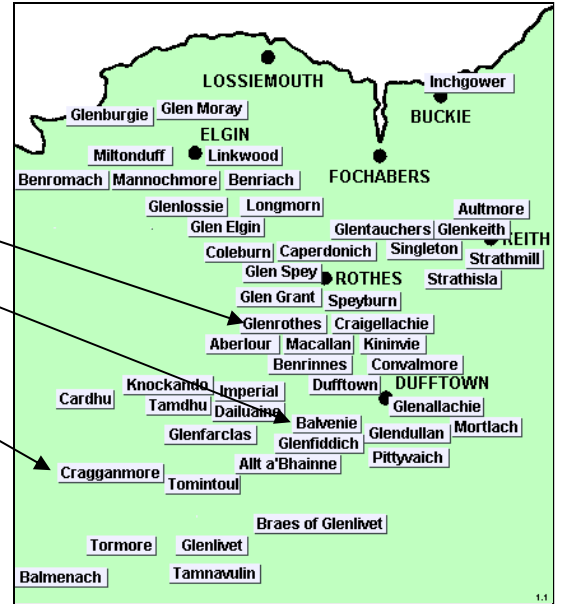 LOSSIEMOUTH
Inchgower
BUCKIE
Glenburgie Glen Moray
ELGIN
Miltonduff Linkwood
FOCHABERS
Benromach Mannochmore Benriach
Glenlossie Longmorn Aultmore
Glen Elgin Glentauchers Glenkeith
KEITH
Coleburn Caperdonich Singleton Strathmill
Glen Spey ROTHES Strathisla
Glen Grant Speyburn
Glenrothes Craigellachie
Aberlour Macallan Kininvie
Benrinnes Convalmore
Knockando Imperial Dufftown DUFFTOWN
Cardhu Tamdhu Dailuaine Glenallachie
Balvenie Mortlach
Glenfarclas Glenfiddich Glendullan
Allt a'Bhainne Pittyvaich
Cragganmore
Tomintoul
Braes of Glenlivet
Tormore Glenlivet
Balmenach Tamnavulin
1.1